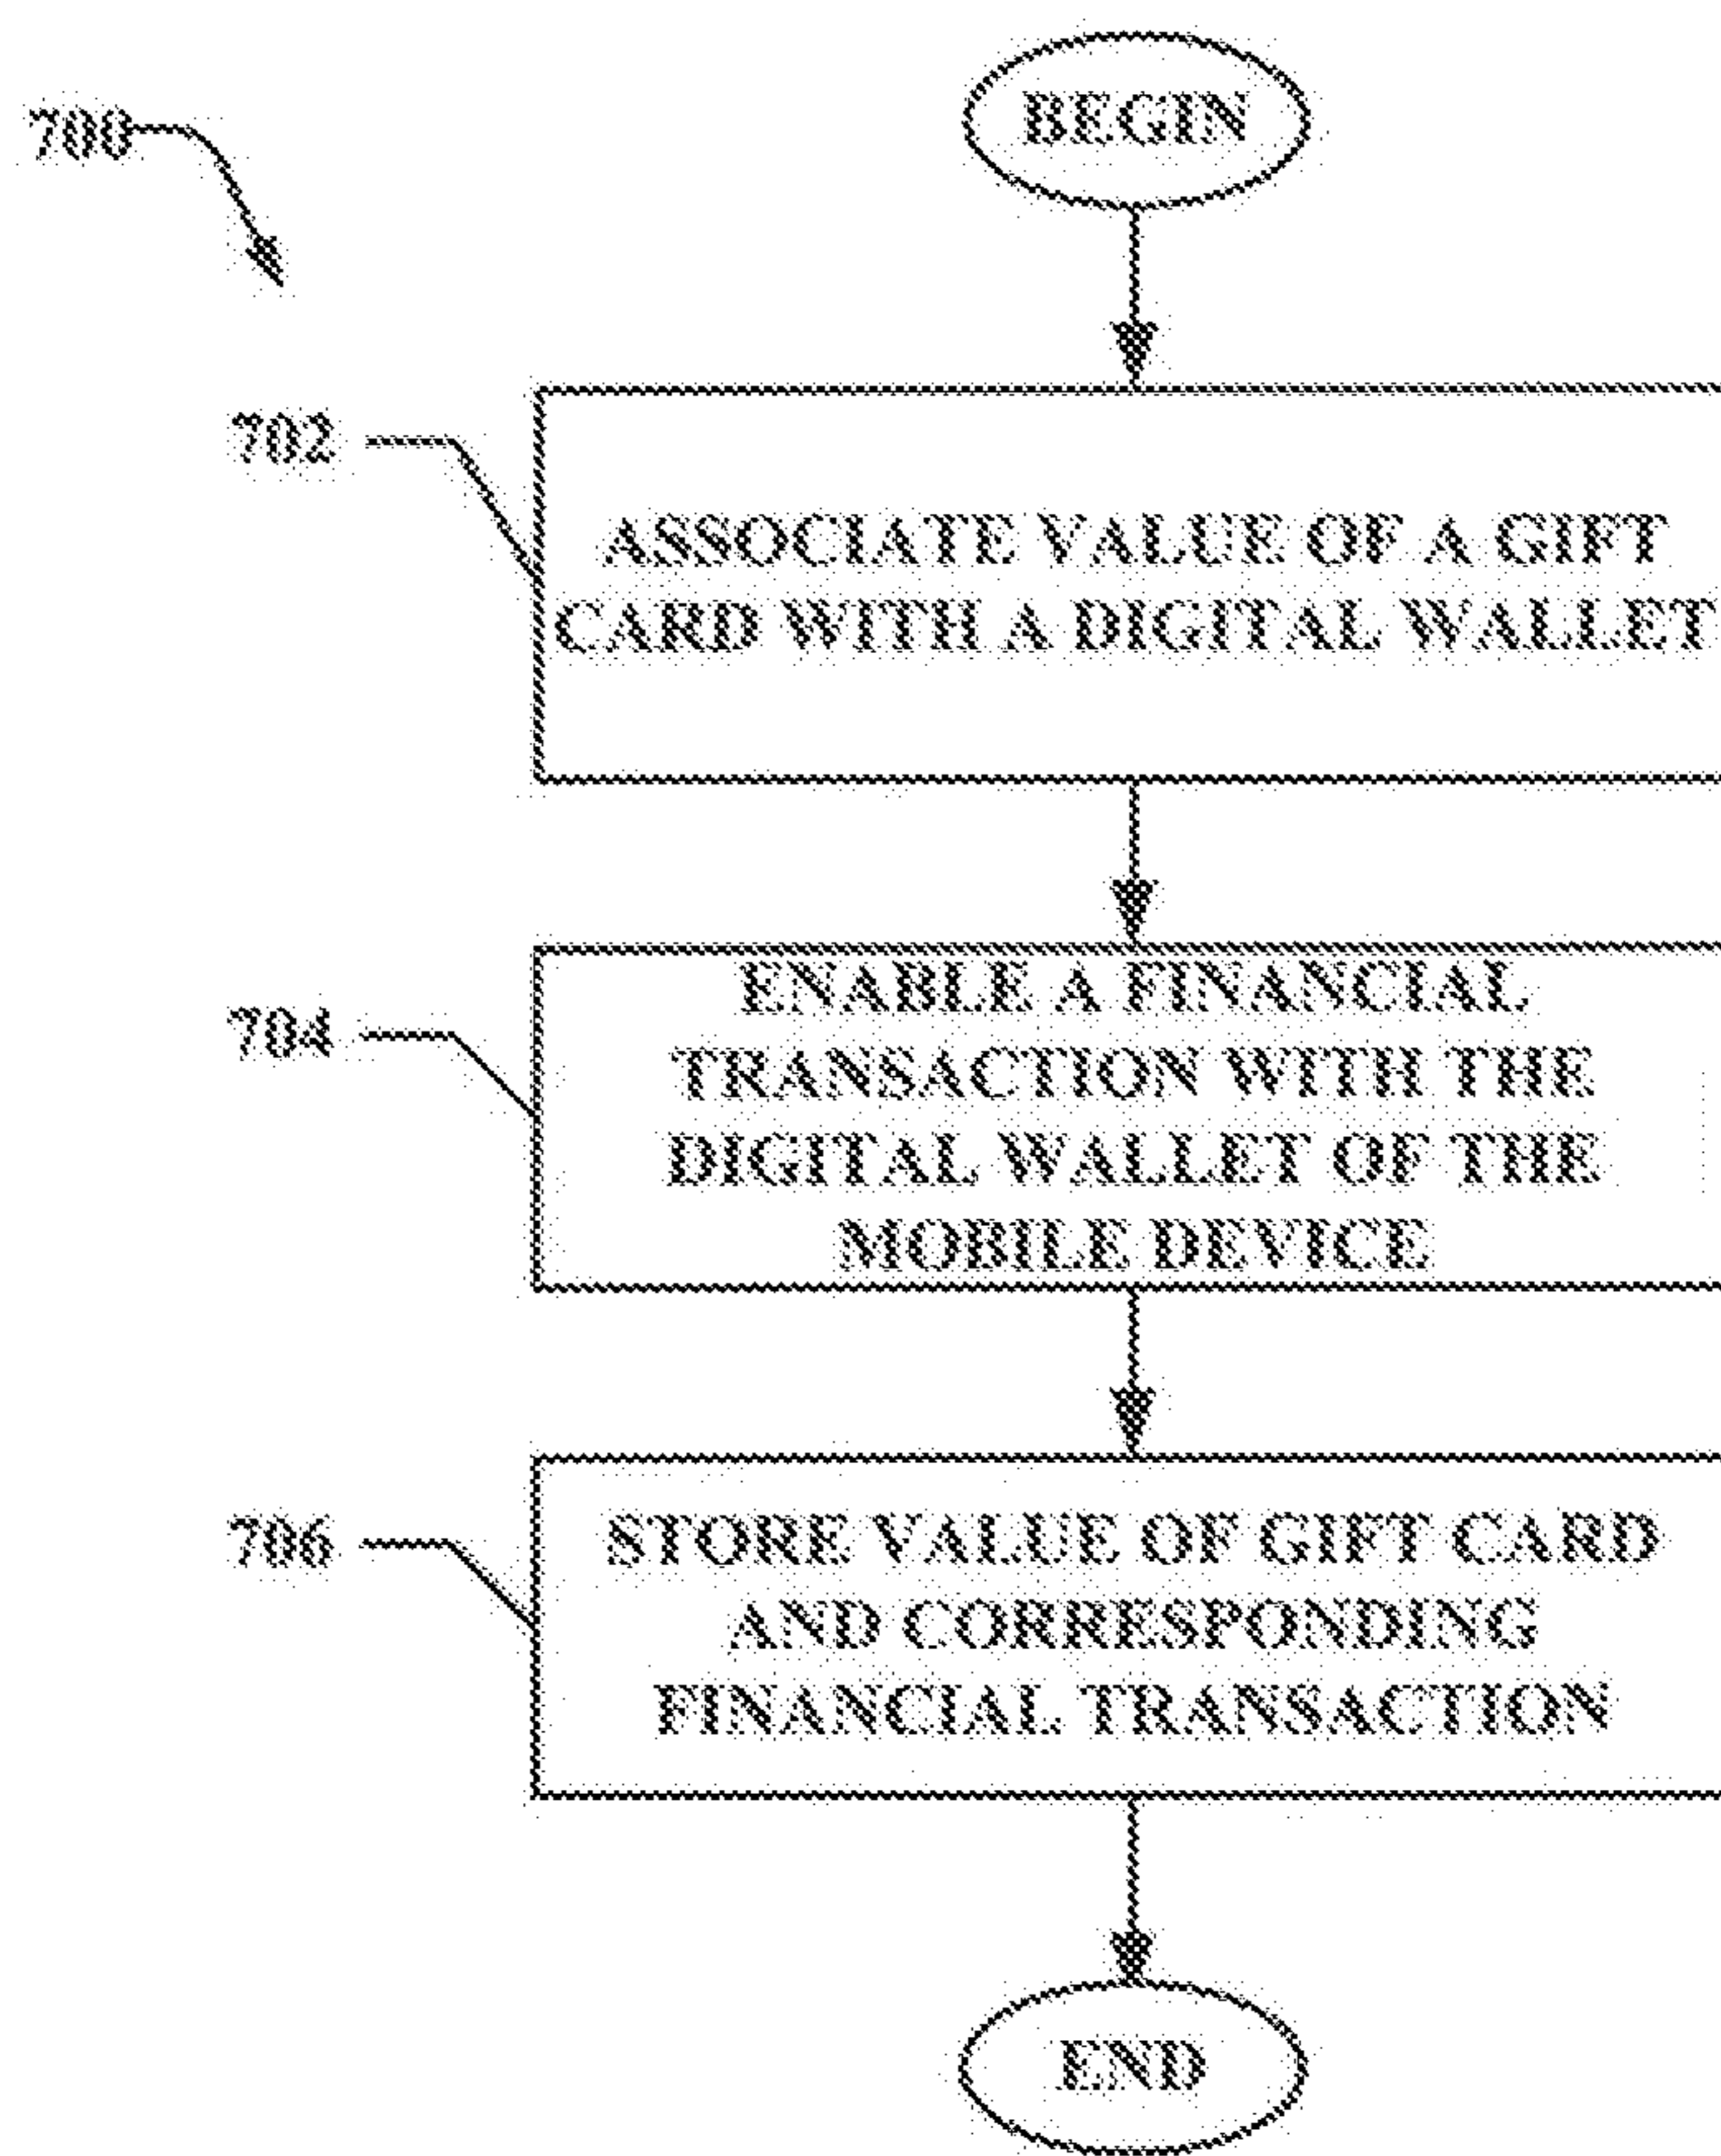 700
BEGIN
702
ASSOCIATE VALUE OF A GIFT
CARD WITH A DIGITAL WALLET
704
ENABLE A FINANCIAL
TRANSACTION WITH THE
DIGITAL WALLET OF THE
MOBILE DEVICE
706
STORE VALUE OF GIFT CARD
AND CORRESPONDING
FINANCIAL TRANSACTION
END